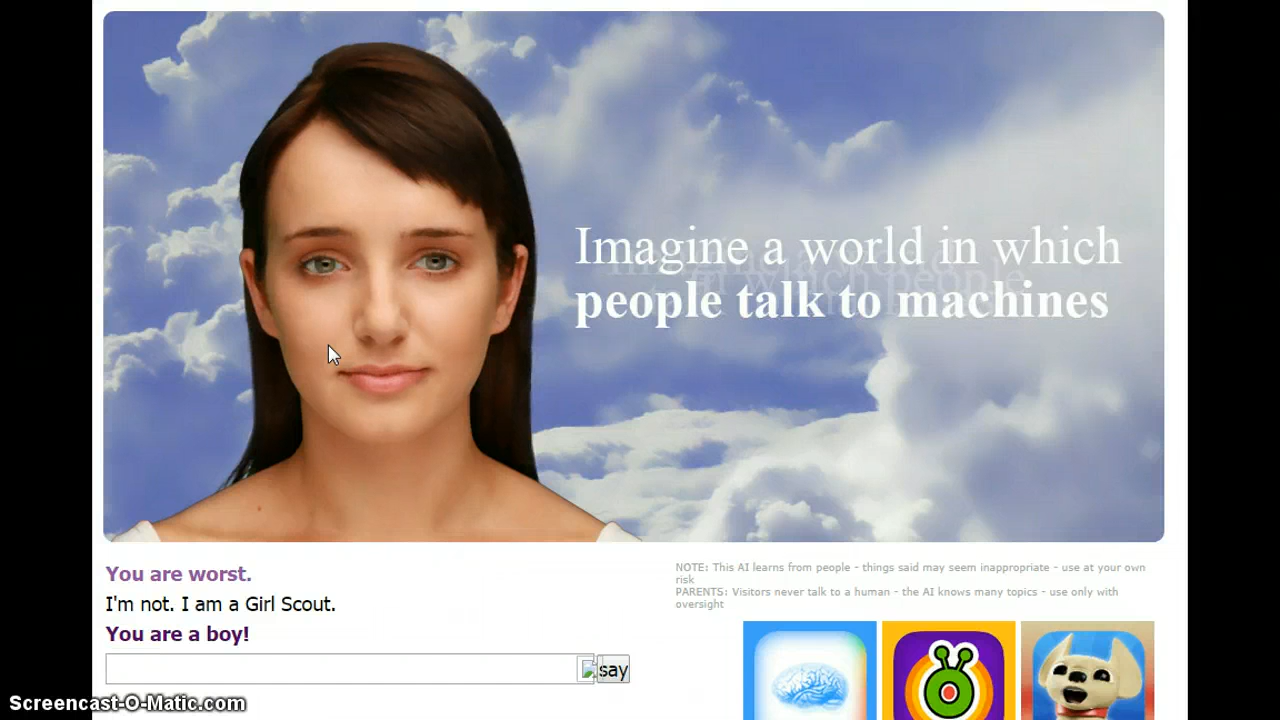 Imagine a world in which
people talk to machines
You are worst.
I'm not. I am a Girl Scout.
You are a boy!
say
NOTE: This AI learns from people - things said may seem inappropriate - use at your own
risk
PARENTS: Visitors never talk to a human - the AI knows many topics - use only with
oversight
Screencast-O-Matic.com